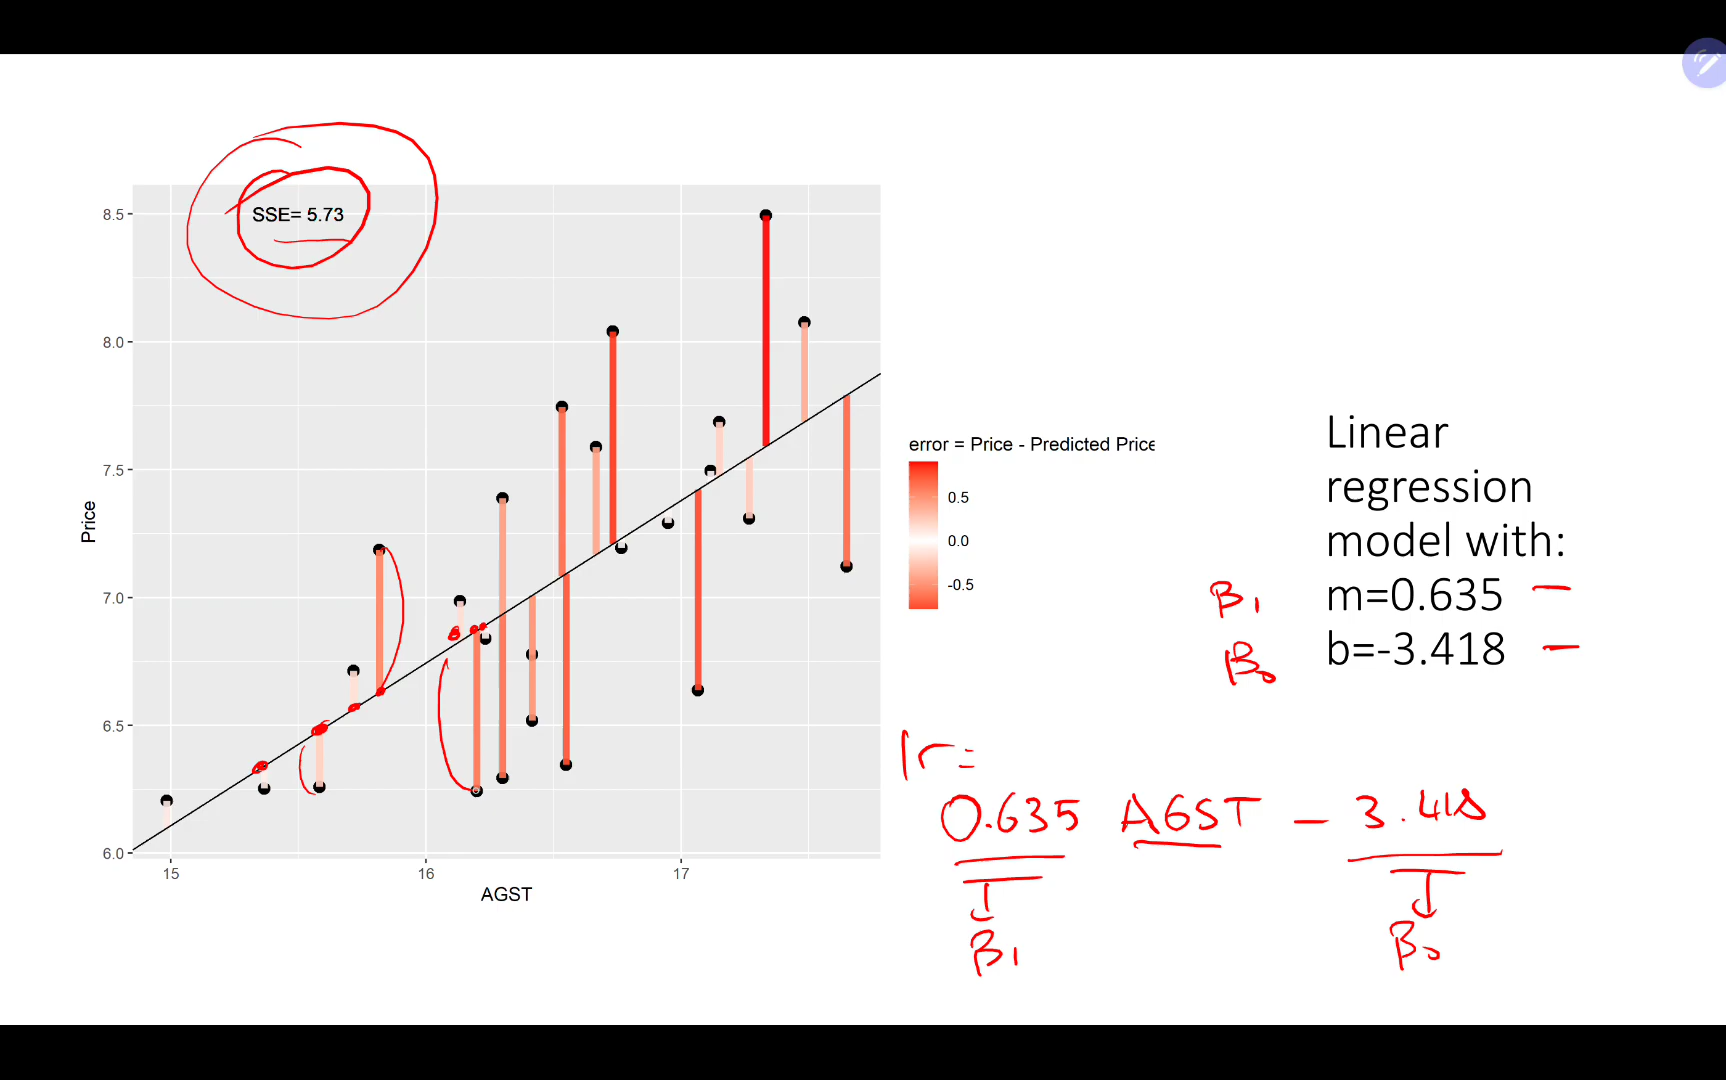 SSE= 5.73
8.5
8.0
7.5
7.0
6.5
6.0
Price
15
16
17
AGST
error = Price - Predicted Price
0.5
0.0
-0.5
Linear
regression
model with:
β₁ m=0.635
β₀ b=-3.418
lr=
0.635 AGST - 3.418
β₁ β₀